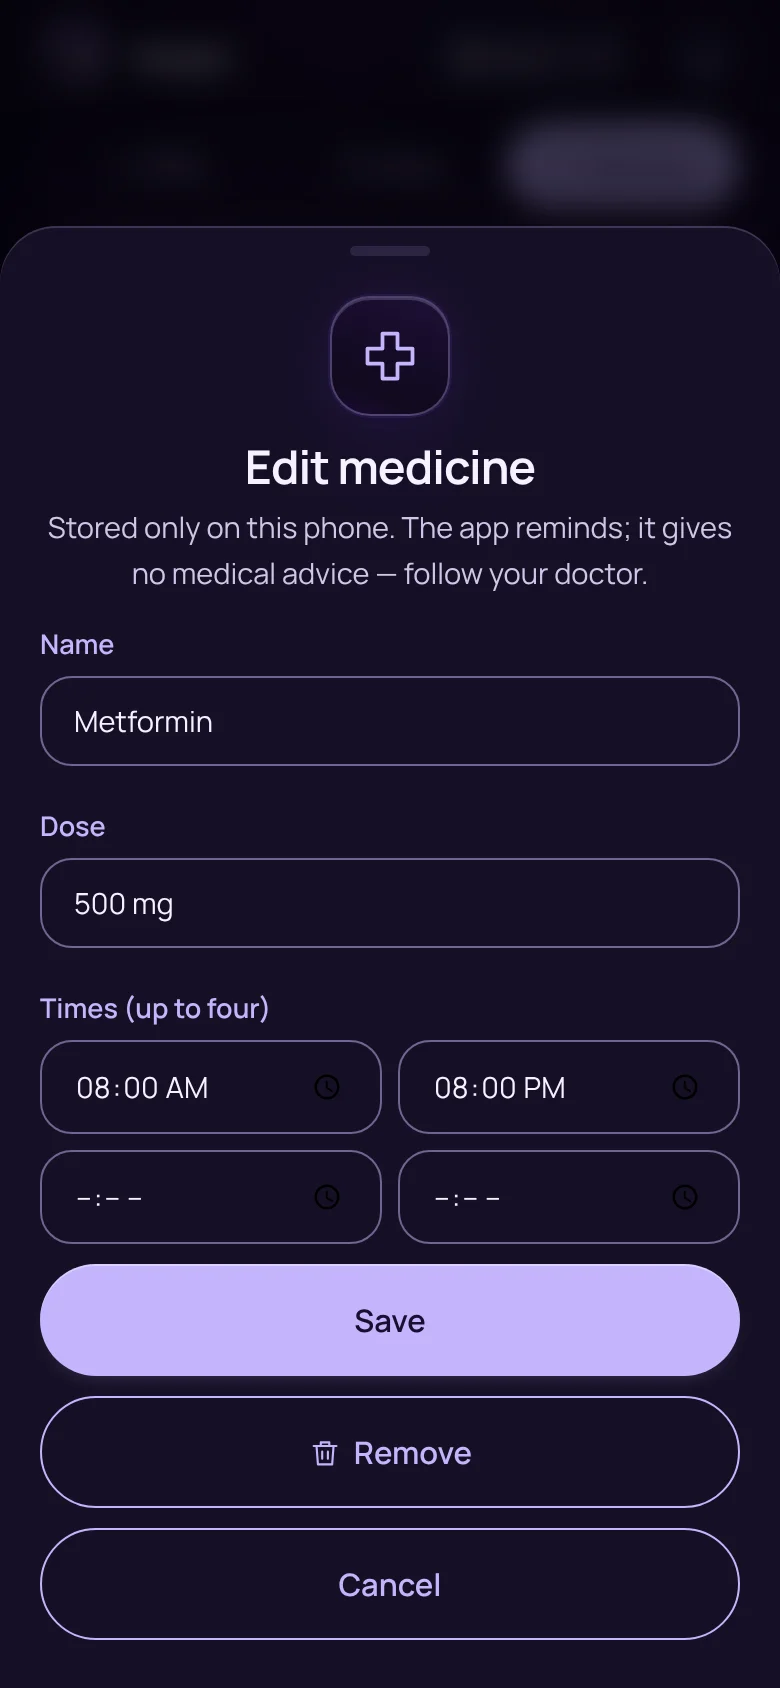 Edit medicine
Stored only on this phone. The app reminds; it gives
no medical advice — follow your doctor.
Name
Metformin
Dose
500 mg
Times (up to four)
08:00 AM
08:00 PM
–:– –
–:– –
Save
Remove
Cancel